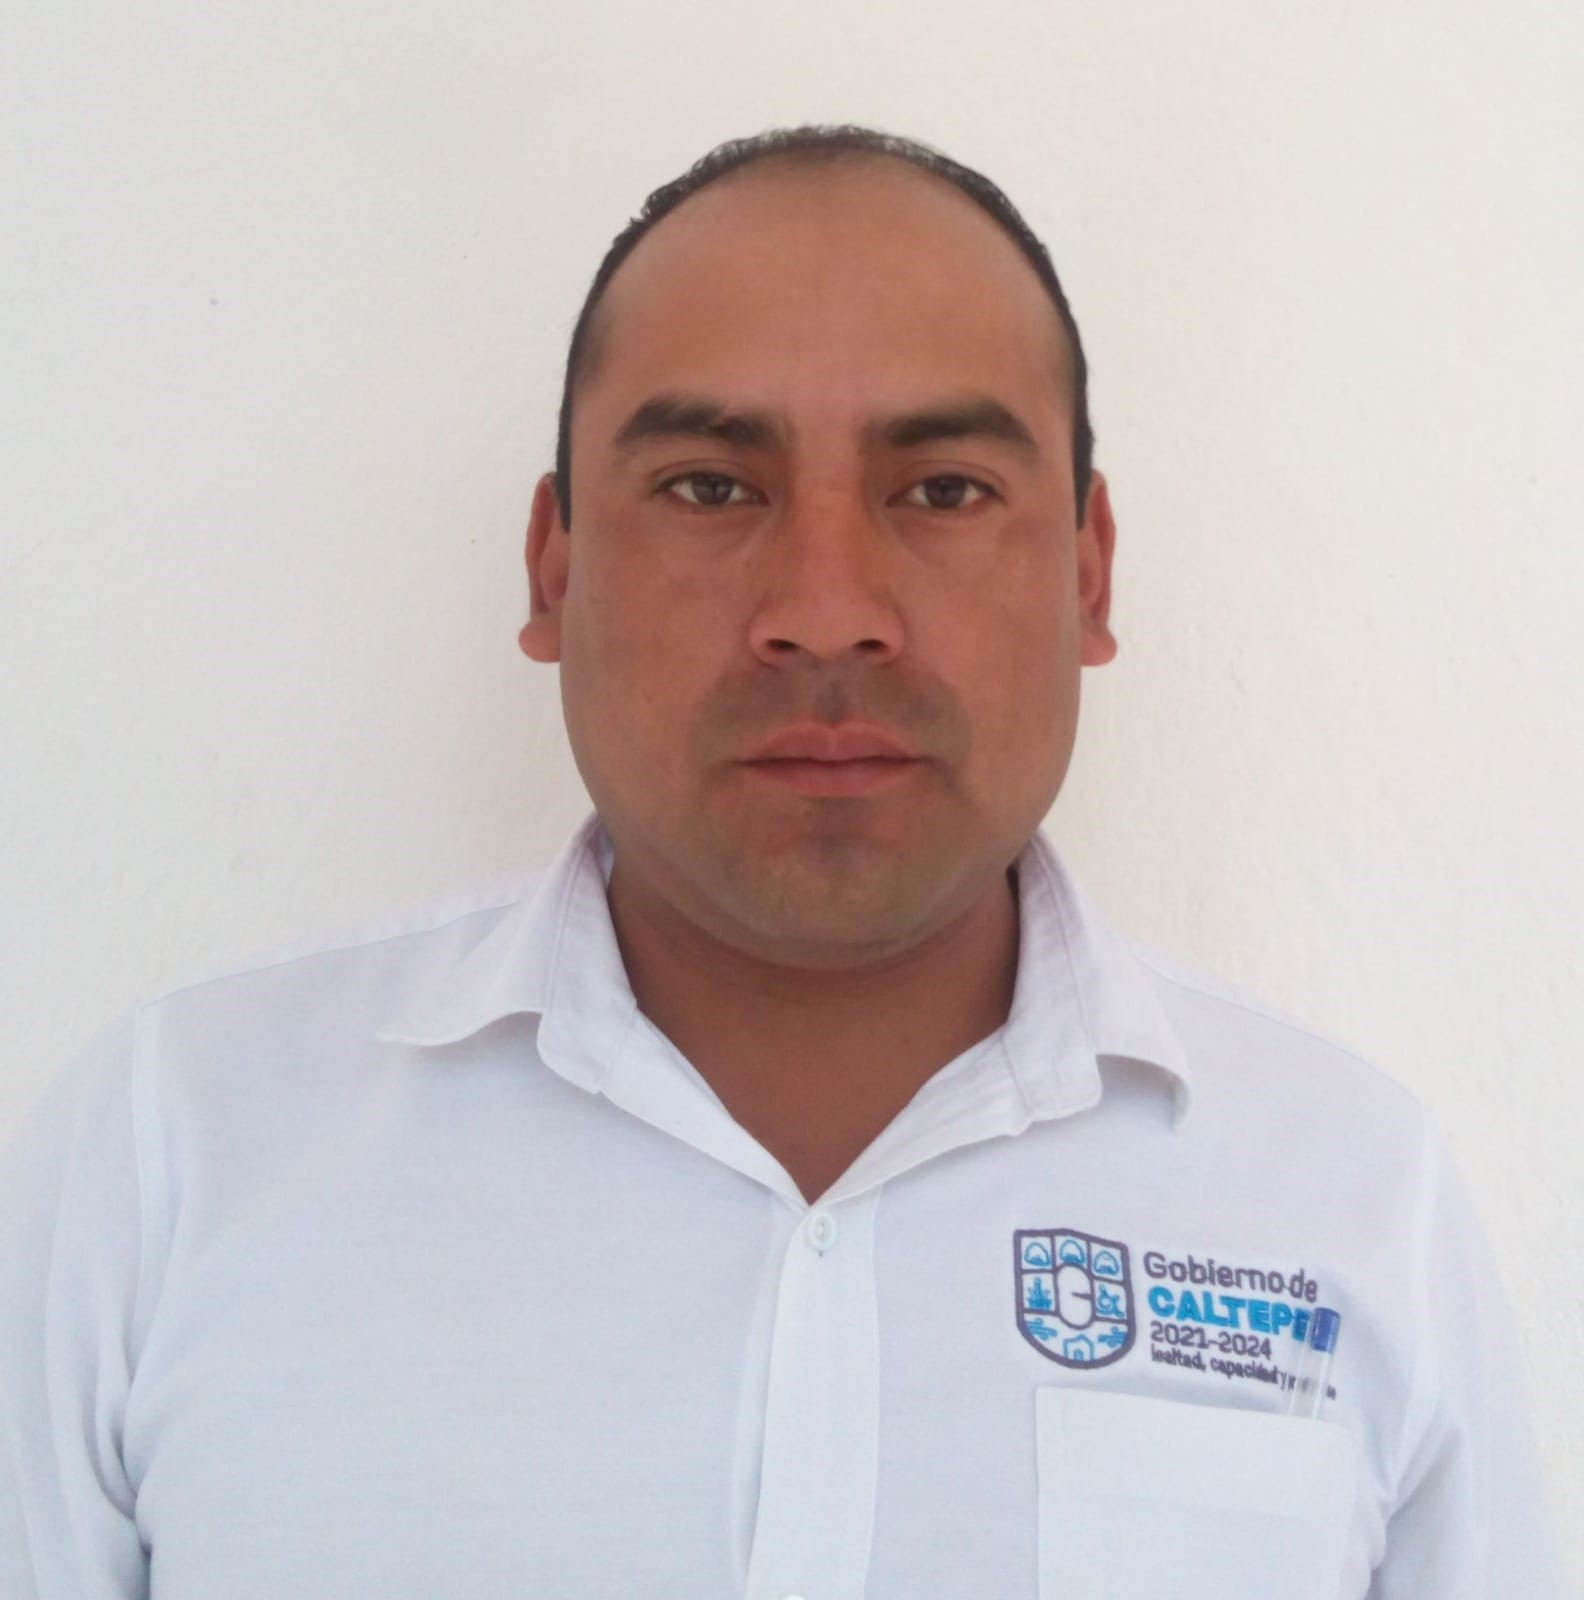 Gobierno de
CALTEPE
2021-2024
lealtad, capacidad y